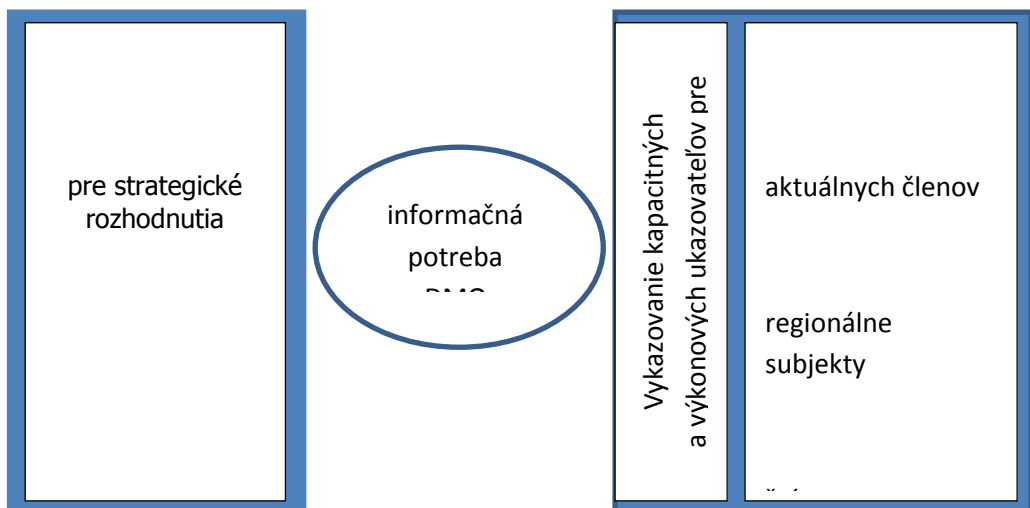 pre strategické
rozhodnutia
informačná
potreba
Vykazovanie kapacitných
a výkonových ukazovateľov pre
aktuálnych členov
regionálne
subjekty